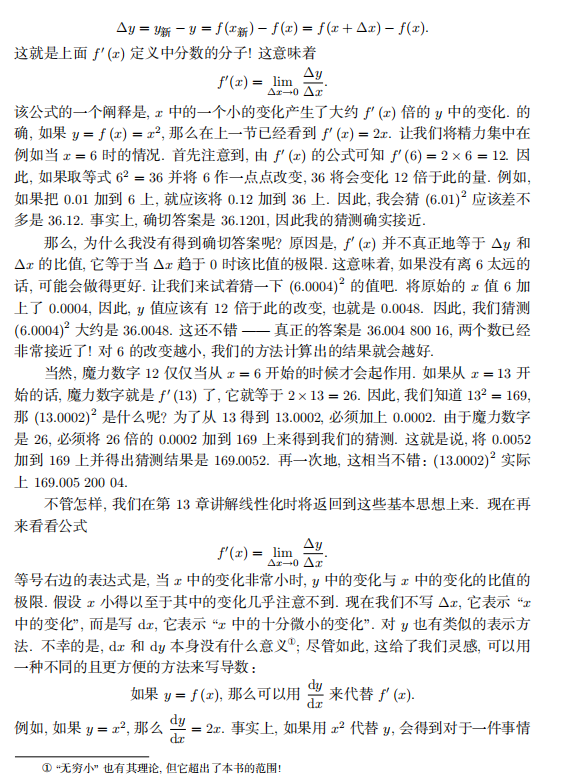 Δy = y新 − y = f(x新) − f(x) = f(x + Δx) − f(x).
这就是上面 f′(x) 定义中分数的分子! 这意味着
f′(x) = lim_{Δx→0} Δy/Δx.
该公式的一个阐释是, x 中的一个小的变化产生了大约 f′(x) 倍的 y 中的变化. 的
确, 如果 y = f(x) = x², 那么在上一节已经看到 f′(x) = 2x. 让我们将精力集中在
例如当 x = 6 时的情况. 首先注意到, 由 f′(x) 的公式可知 f′(6) = 2 × 6 = 12. 因
此, 如果取等式 6² = 36 并将 6 作一点点改变, 36 将会变化 12 倍于此的量. 例如,
如果把 0.01 加到 6 上, 就应该将 0.12 加到 36 上. 因此, 我会猜 (6.01)² 应该差不
多是 36.12. 事实上, 确切答案是 36.1201, 因此我的猜测确实接近.
那么, 为什么我没有得到确切答案呢? 原因是, f′(x) 并不真正地等于 Δy 和
Δx 的比值, 它等于当 Δx 趋于 0 时该比值的极限. 这意味着, 如果没有离 6 太远的
话, 可能会做得更好. 让我们来试着猜一下 (6.0004)² 的值吧. 将原始的 x 值 6 加
上了 0.0004, 因此, y 值应该有 12 倍于此的改变, 也就是 0.0048. 因此, 我们猜测
(6.0004)² 大约是 36.0048. 这还不错 —— 真正的答案是 36.004 800 16, 两个数已经
非常接近了! 对 6 的改变越小, 我们的方法计算出的结果就会越好.
当然, 魔力数字 12 仅仅当从 x = 6 开始的时候才会起作用. 如果从 x = 13 开
始的话, 魔力数字就是 f′(13) 了, 它就等于 2 × 13 = 26. 因此, 我们知道 13² = 169,
那 (13.0002)² 是什么呢? 为了从 13 得到 13.0002, 必须加上 0.0002. 由于魔力数字
是 26, 必须将 26 倍的 0.0002 加到 169 上来得到我们的猜测. 这就是说, 将 0.0052
加到 169 上并得出猜测结果是 169.0052. 再一次地, 这相当不错: (13.0002)² 实际
上 169.005 200 04.
不管怎样, 我们在第 13 章讲解线性化时将返回到这些基本思想上来. 现在再
来看看公式
f′(x) = lim_{Δx→0} Δy/Δx.
等号右边的表达式是, 当 x 中的变化非常小时, y 中的变化与 x 中的变化的比值的
极限. 假设 x 小得以至于其中的变化几乎注意不到. 现在我们不写 Δx, 它表示 “x
中的变化”, 而是写 dx, 它表示 “x 中的十分微小的变化”. 对 y 也有类似的表示方
法. 不幸的是, dx 和 dy 本身没有什么意义①; 尽管如此, 这给了我们灵感, 可以用
一种不同的且更方便的方法来写导数:
如果 y = f(x), 那么可以用 dy/dx 来代替 f′(x).
例如, 如果 y = x², 那么 dy/dx = 2x. 事实上, 如果用 x² 代替 y, 会得到对于一件事情
① “无穷小” 也有其理论, 但它超出了本书的范围!